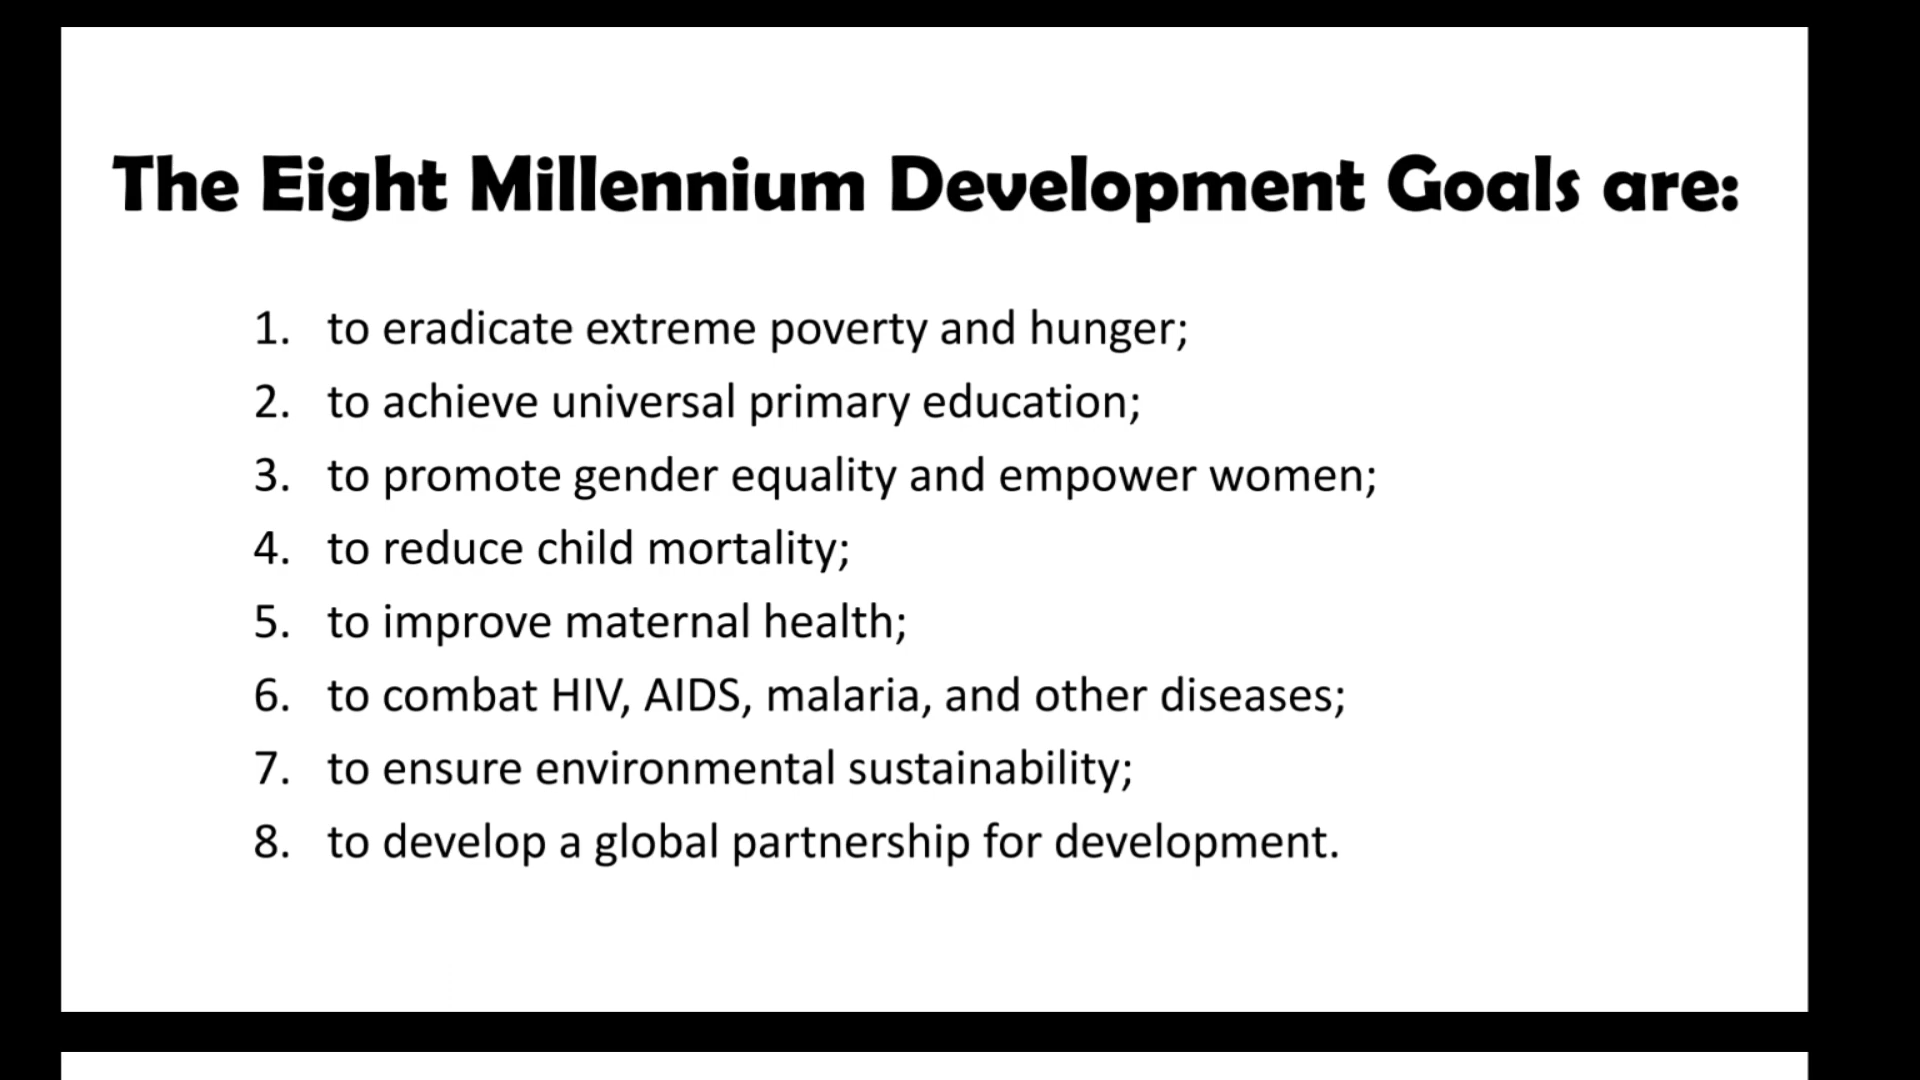 The Eight Millennium Development Goals are:
1. to eradicate extreme poverty and hunger;
2. to achieve universal primary education;
3. to promote gender equality and empower women;
4. to reduce child mortality;
5. to improve maternal health;
6. to combat HIV, AIDS, malaria, and other diseases;
7. to ensure environmental sustainability;
8. to develop a global partnership for development.